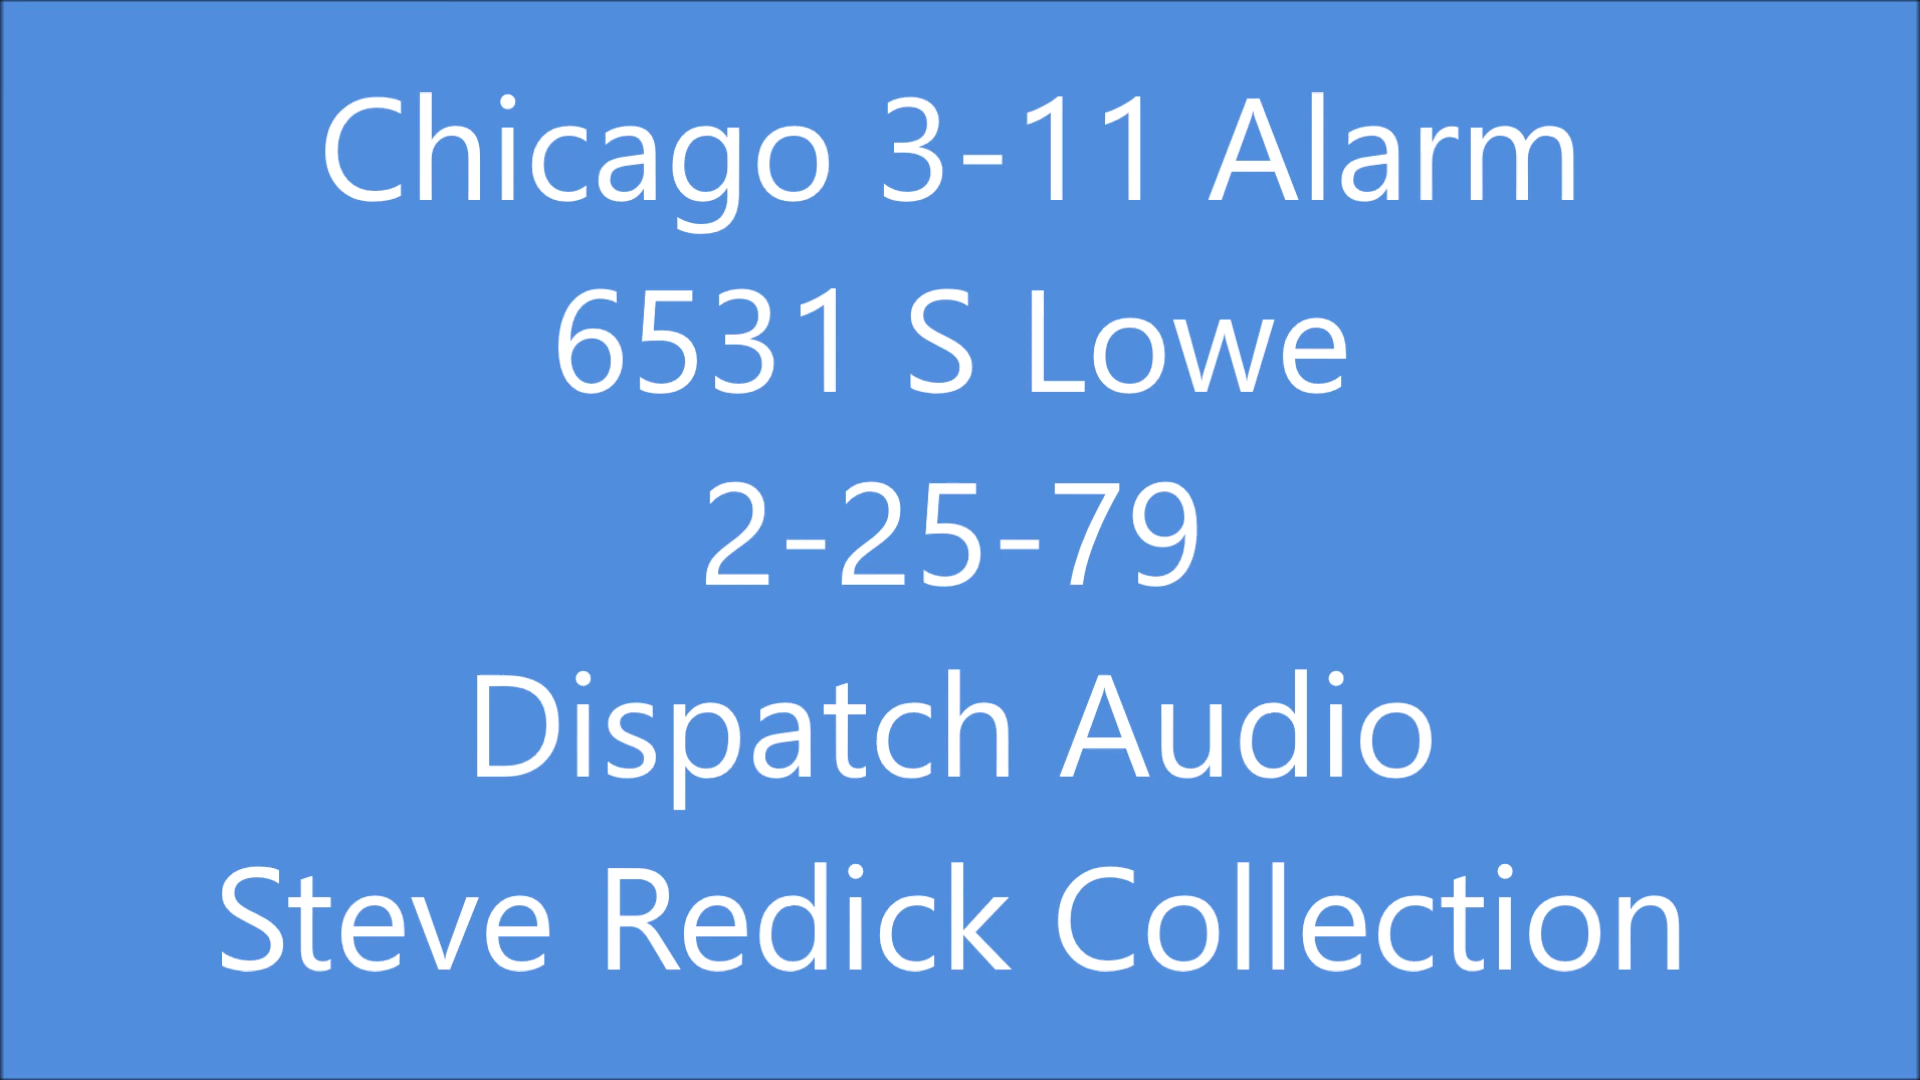 Chicago 3-11 Alarm
6531 S Lowe
2-25-79
Dispatch Audio
Steve Redick Collection